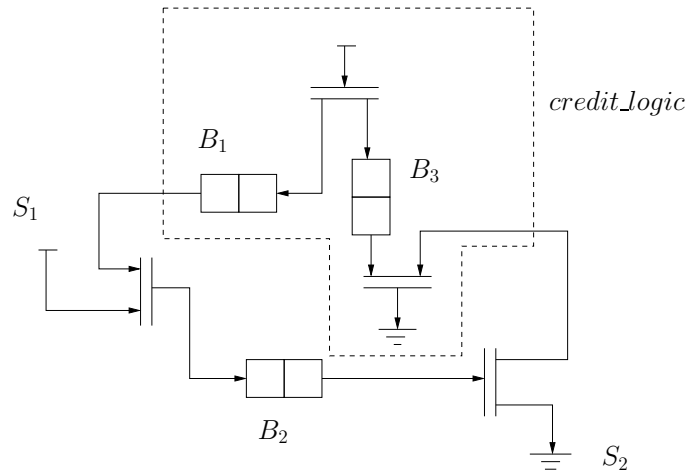 credit_logic
B₁
B₃
S₁
B₂
S₂